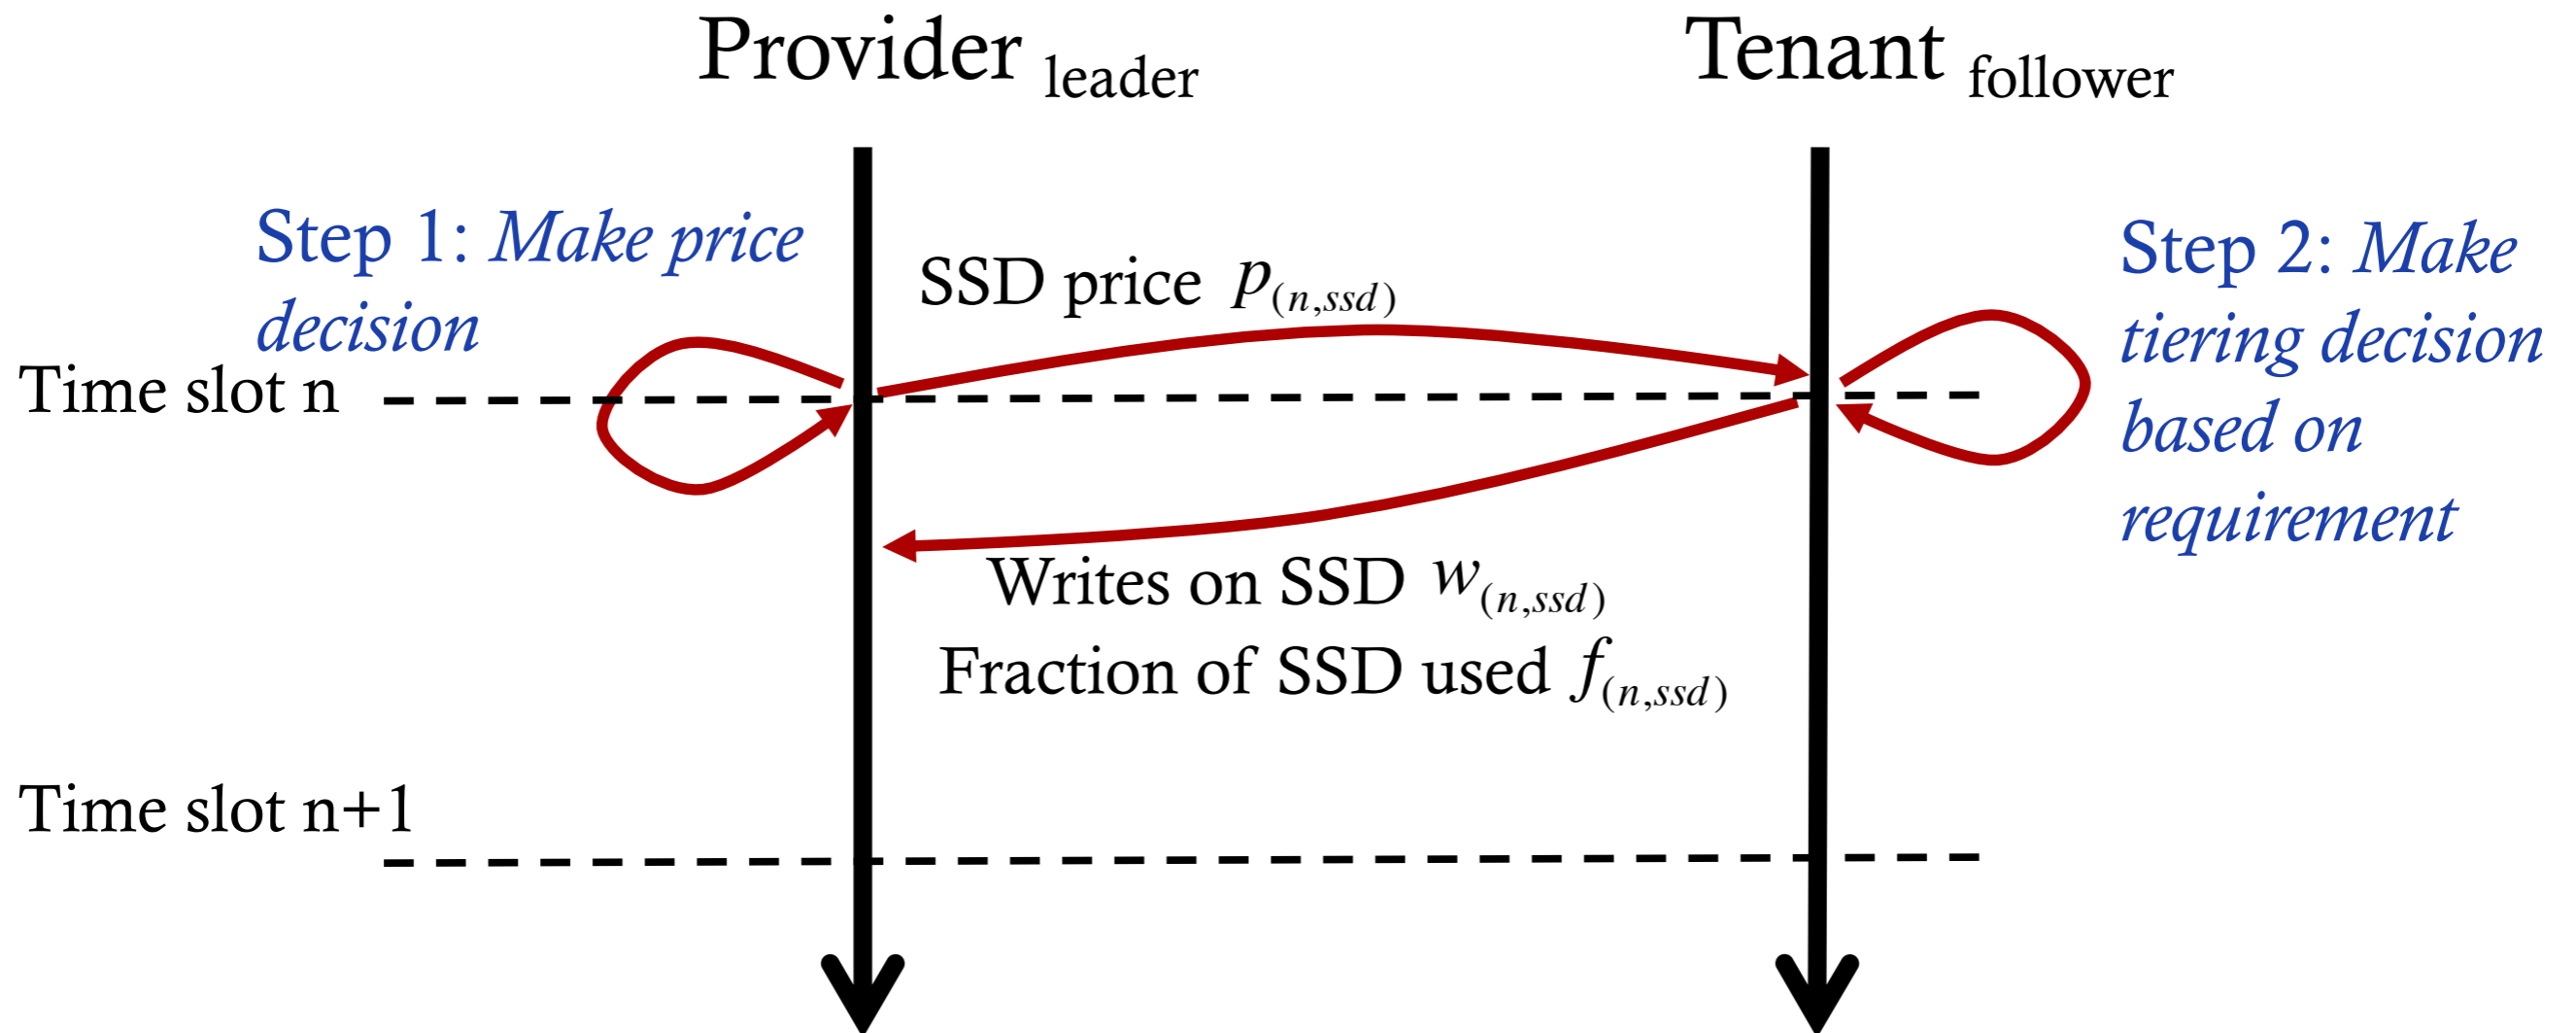 Provider leader
Tenant follower
Step 1: Make price
decision
SSD price p(n,ssd)
Step 2: Make
tiering decision
based on
requirement
Time slot n
Writes on SSD w(n,ssd)
Fraction of SSD used f(n,ssd)
Time slot n+1